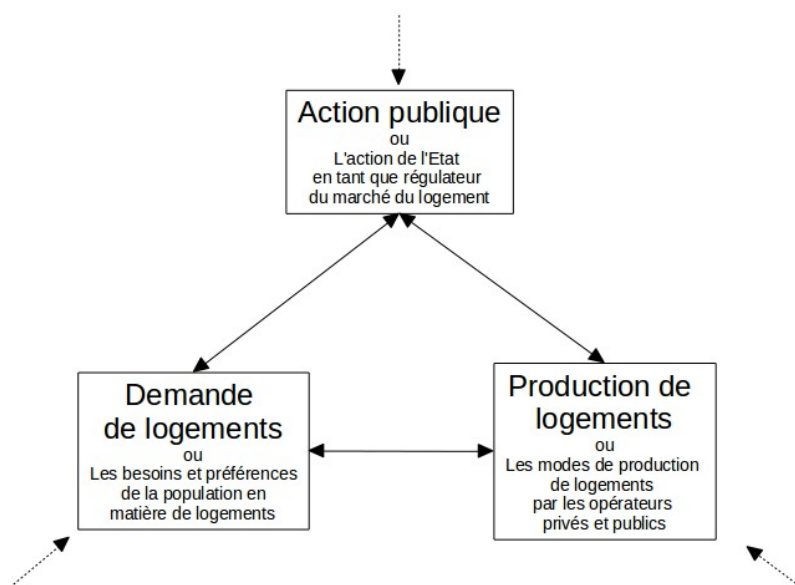 Action publique
ou
L'action de l'Etat
en tant que régulateur
du marché du logement
Demande
de logements
ou
Les besoins et préférences
de la population en
matière de logements
Production de
logements
ou
Les modes de production
de logements
par les opérateurs
privés et publics